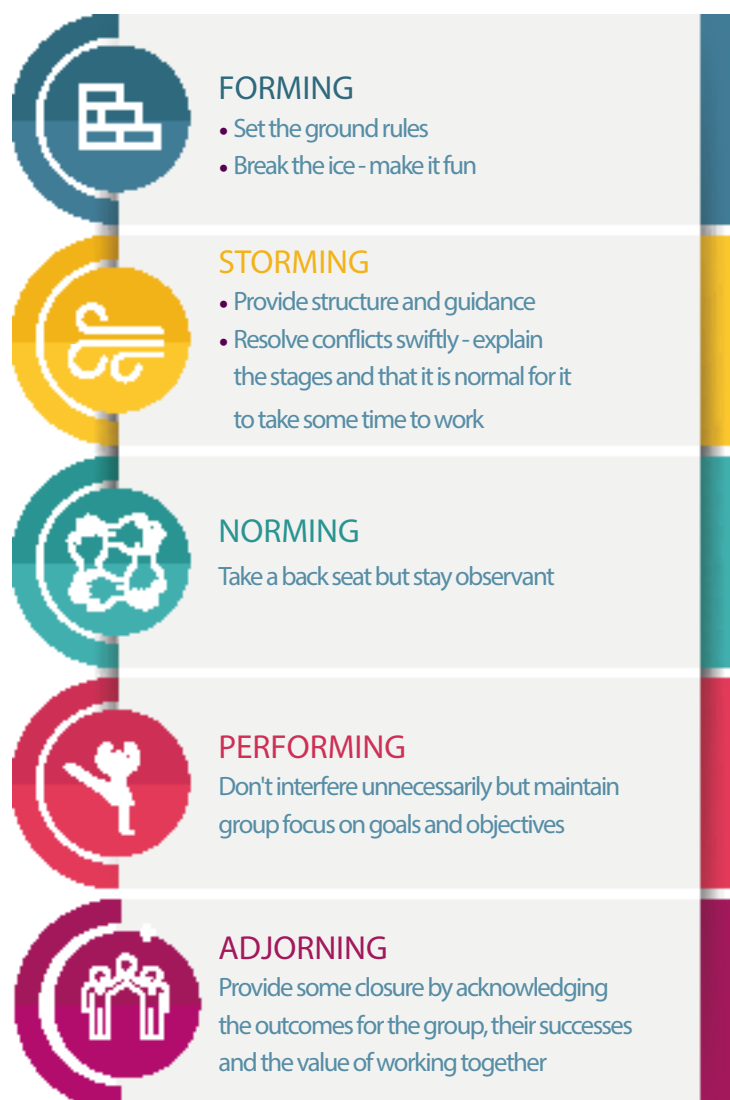 FORMING
• Set the ground rules
• Break the ice - make it fun
STORMING
• Provide structure and guidance
• Resolve conflicts swiftly - explain
the stages and that it is normal for it
to take some time to work
NORMING
Take a back seat but stay observant
PERFORMING
Don't interfere unnecessarily but maintain
group focus on goals and objectives
ADJORNING
Provide some closure by acknowledging
the outcomes for the group, their successes
and the value of working together